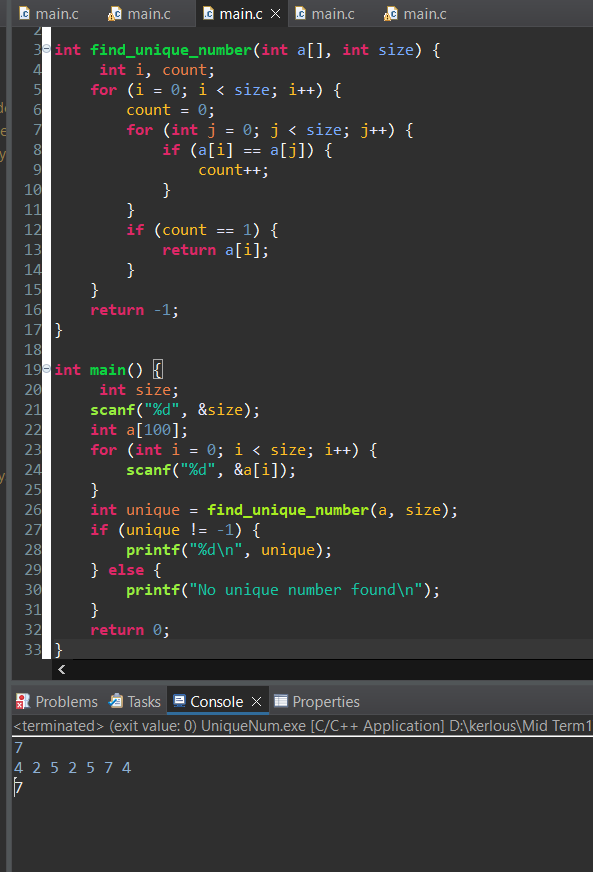 main.c main.c main.c main.c main.c
2
3 int find_unique_number(int a[], int size) {
4 int i, count;
5 for (i = 0; i < size; i++) {
6 count = 0;
7 for (int j = 0; j < size; j++) {
8 if (a[i] == a[j]) {
9 count++;
10 }
11 }
12 if (count == 1) {
13 return a[i];
14 }
15 }
16 return -1;
17 }
18
19 int main() {
20 int size;
21 scanf("%d", &size);
22 int a[100];
23 for (int i = 0; i < size; i++) {
24 scanf("%d", &a[i]);
25 }
26 int unique = find_unique_number(a, size);
27 if (unique != -1) {
28 printf("%d\n", unique);
29 } else {
30 printf("No unique number found\n");
31 }
32 return 0;
33 }
Problems Tasks Console Properties
<terminated> (exit value: 0) UniqueNum.exe [C/C++ Application] D:\kerlous\Mid Term1
7
4 2 5 2 5 7 4
7